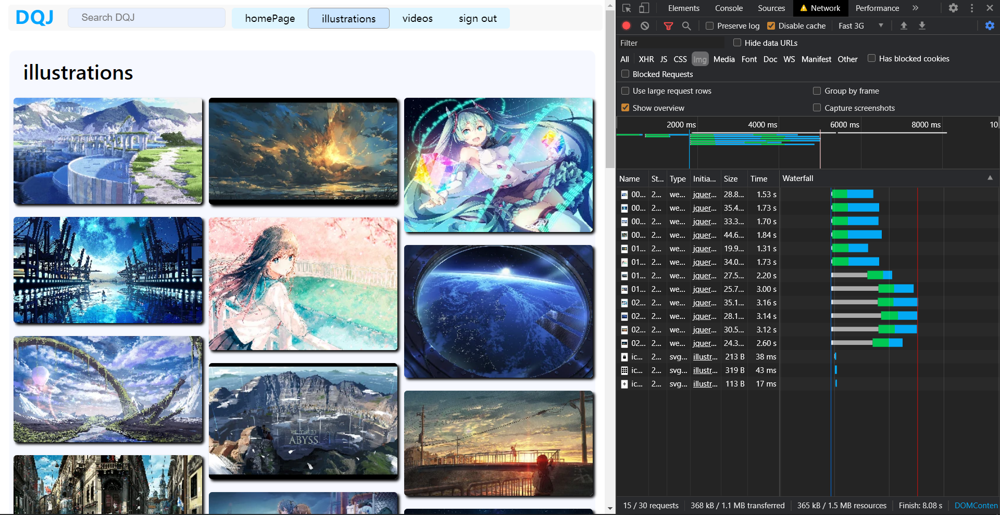 DQJ
Search DQJ
homePage
illustrations
videos
sign out
illustrations
WELCOME TO
ABYSS
Elements
Console
Sources
Network
Performance
Preserve log
Disable cache
Fast 3G
Filter
Hide data URLs
All XHR JS CSS Img Media Font Doc WS Manifest Other Has blocked cookies
Blocked Requests
Use large request rows
Group by frame
Show overview
Capture screenshots
2000 ms 4000 ms 6000 ms 8000 ms 10
Name St... Type Initia... Size Time Waterfall
00... 2... we... jquer... 28.8... 1.53 s
00... 2... we... jquer... 35.4... 1.73 s
00... 2... we... jquer... 33.3... 1.70 s
00... 2... we... jquer... 44.6... 1.84 s
01... 2... we... jquer... 19.9... 1.31 s
01... 2... we... jquer... 34.0... 1.73 s
01... 2... we... jquer... 27.5... 2.20 s
01... 2... we... jquer... 25.7... 3.00 s
02... 2... we... jquer... 35.1... 3.16 s
02... 2... we... jquer... 28.1... 3.14 s
02... 2... we... jquer... 30.5... 3.12 s
02... 2... we... jquer... 24.3... 2.60 s
ic... 2... svg... illustr... 213 B 38 ms
ic... 2... svg... illustr... 319 B 43 ms
ic... 2... svg... illustr... 113 B 17 ms
15 / 30 requests 368 kB / 1.1 MB transferred 365 kB / 1.5 MB resources Finish: 8.08 s DOMConten